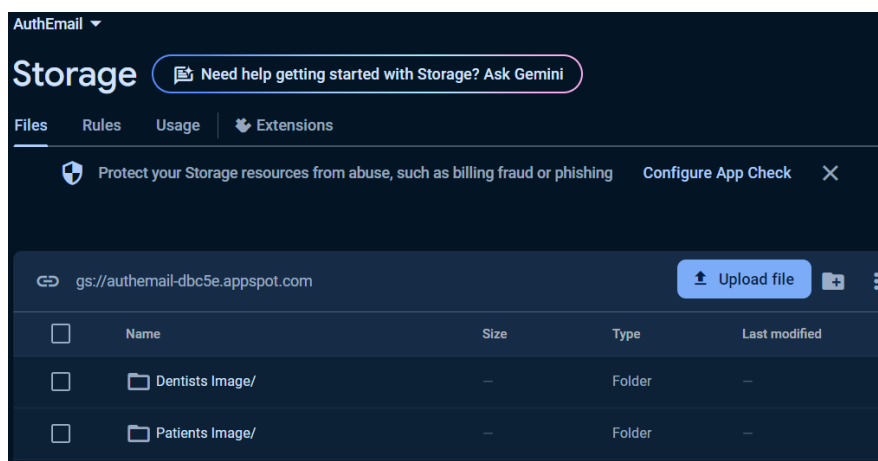 AuthEmail
Storage Need help getting started with Storage? Ask Gemini
Files Rules Usage Extensions
Protect your Storage resources from abuse, such as billing fraud or phishing Configure App Check
gs://authemail-dbc5e.appspot.com Upload file
Name Size Type Last modified
Dentists Image/ — Folder —
Patients Image/ — Folder —